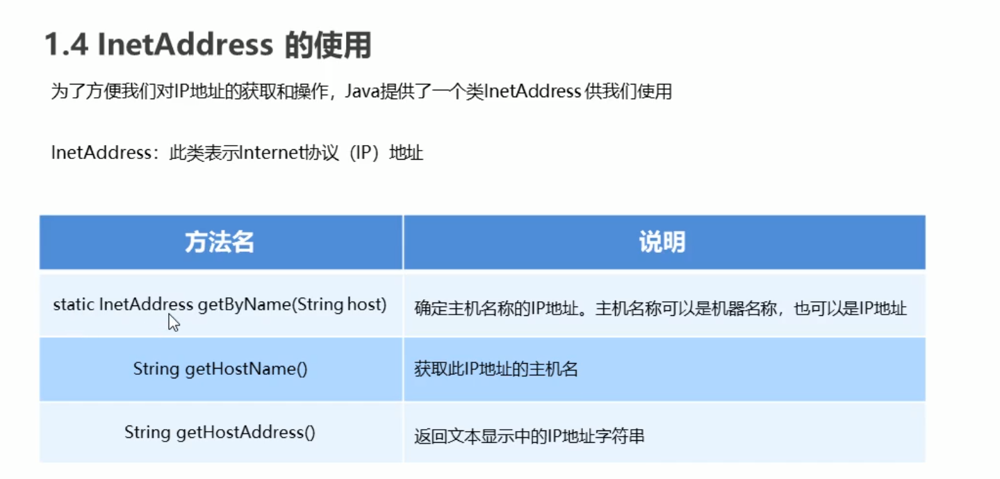 1.4 InetAddress 的使用
为了方便我们对IP地址的获取和操作，Java提供了一个类InetAddress 供我们使用
InetAddress：此类表示Internet协议（IP）地址
方法名 说明
static InetAddress getByName(String host) 确定主机名称的IP地址。主机名称可以是机器名称，也可以是IP地址
String getHostName() 获取此IP地址的主机名
String getHostAddress() 返回文本显示中的IP地址字符串